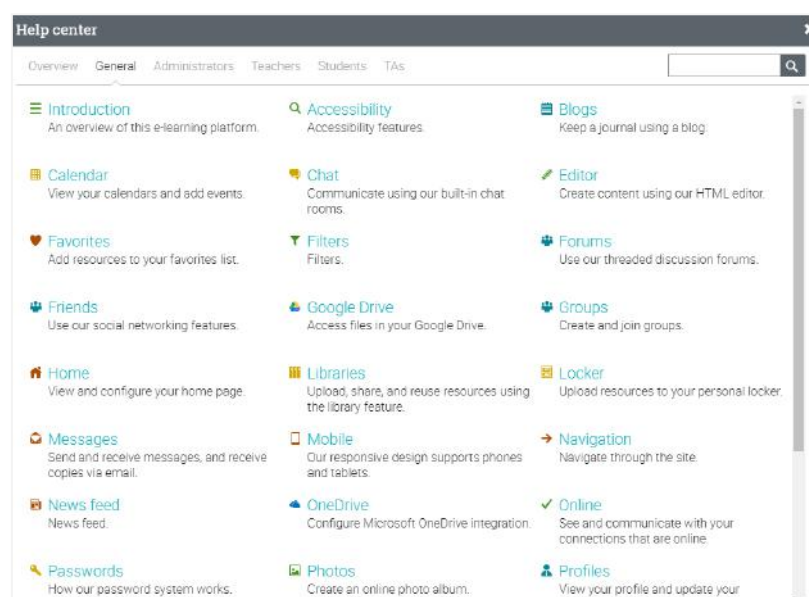 Help center
Overview General Administrators Teachers Students TAs
Introduction
An overview of this e-learning platform.
Accessibility
Accessibility features.
Blogs
Keep a journal using a blog.
Calendar
View your calendars and add events.
Chat
Communicate using our built-in chat
rooms.
Editor
Create content using our HTML editor.
Favorites
Add resources to your favorites list.
Filters
Filters.
Forums
Use our threaded discussion forums.
Friends
Use our social networking features.
Google Drive
Access files in your Google Drive.
Groups
Create and join groups.
Home
View and configure your home page.
Libraries
Upload, share, and reuse resources using
the library feature.
Locker
Upload resources to your personal locker.
Messages
Send and receive messages, and receive
copies via email.
Mobile
Our responsive design supports phones
and tablets.
Navigation
Navigate through the site.
News feed
News feed.
OneDrive
Configure Microsoft OneDrive integration.
Online
See and communicate with your
connections that are online.
Passwords
How our password system works.
Photos
Create an online photo album.
Profiles
View your profile and update your